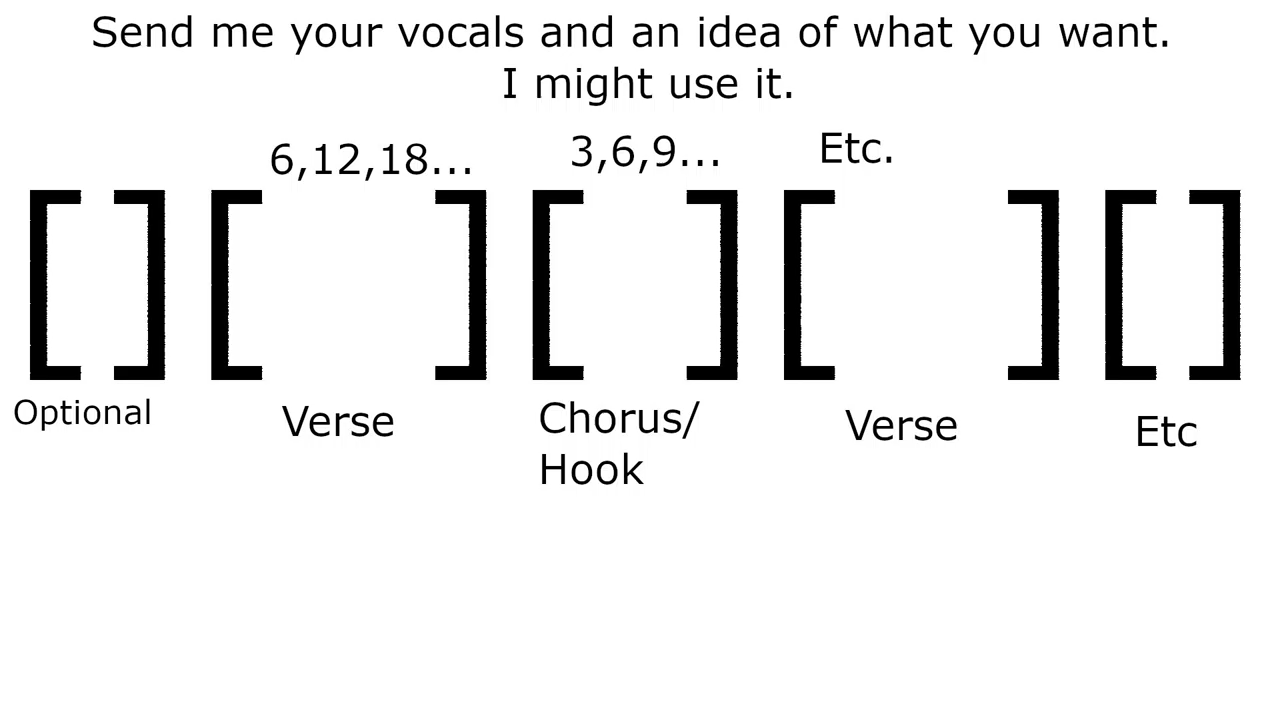 Send me your vocals and an idea of what you want.
I might use it.
6,12,18...
3,6,9...
Etc.
Optional
Verse
Chorus/
Hook
Verse
Etc